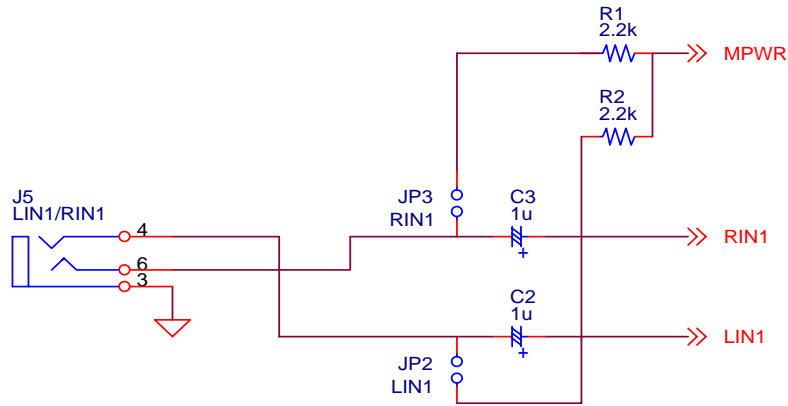 R1
2.2k
MPWR
R2
2.2k
J5
LIN1/RIN1
JP3
RIN1
C3
1u
4
RIN1
6
3
+
C2
1u
LIN1
JP2
LIN1
+